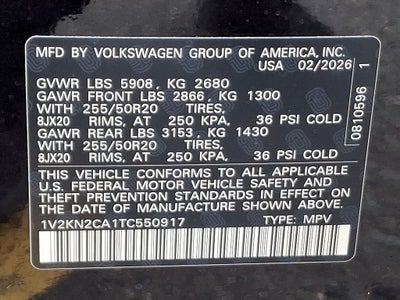 MFD BY VOLKSWAGEN GROUP OF AMERICA, INC.
USA 02/2026
GVWR LBS 5908, KG 2680
GAWR FRONT LBS 2866, KG 1300
WITH 255/50R20 TIRES,
8JX20 RIMS, AT 250 KPA, 36 PSI COLD
GAWR REAR LBS 3153, KG 1430
WITH 255/50R20 TIRES,
8JX20 RIMS, AT 250 KPA, 36 PSI COLD
THIS VEHICLE CONFORMS TO ALL APPLICABLE
U.S. FEDERAL MOTOR VEHICLE SAFETY AND
THEFT PREVENTION STANDARDS IN EFFECT ON
THE DATE OF MANUFACTURE SHOWN ABOVE.
1V2KN2CA1TC550917 TYPE: MPV
0810596 1